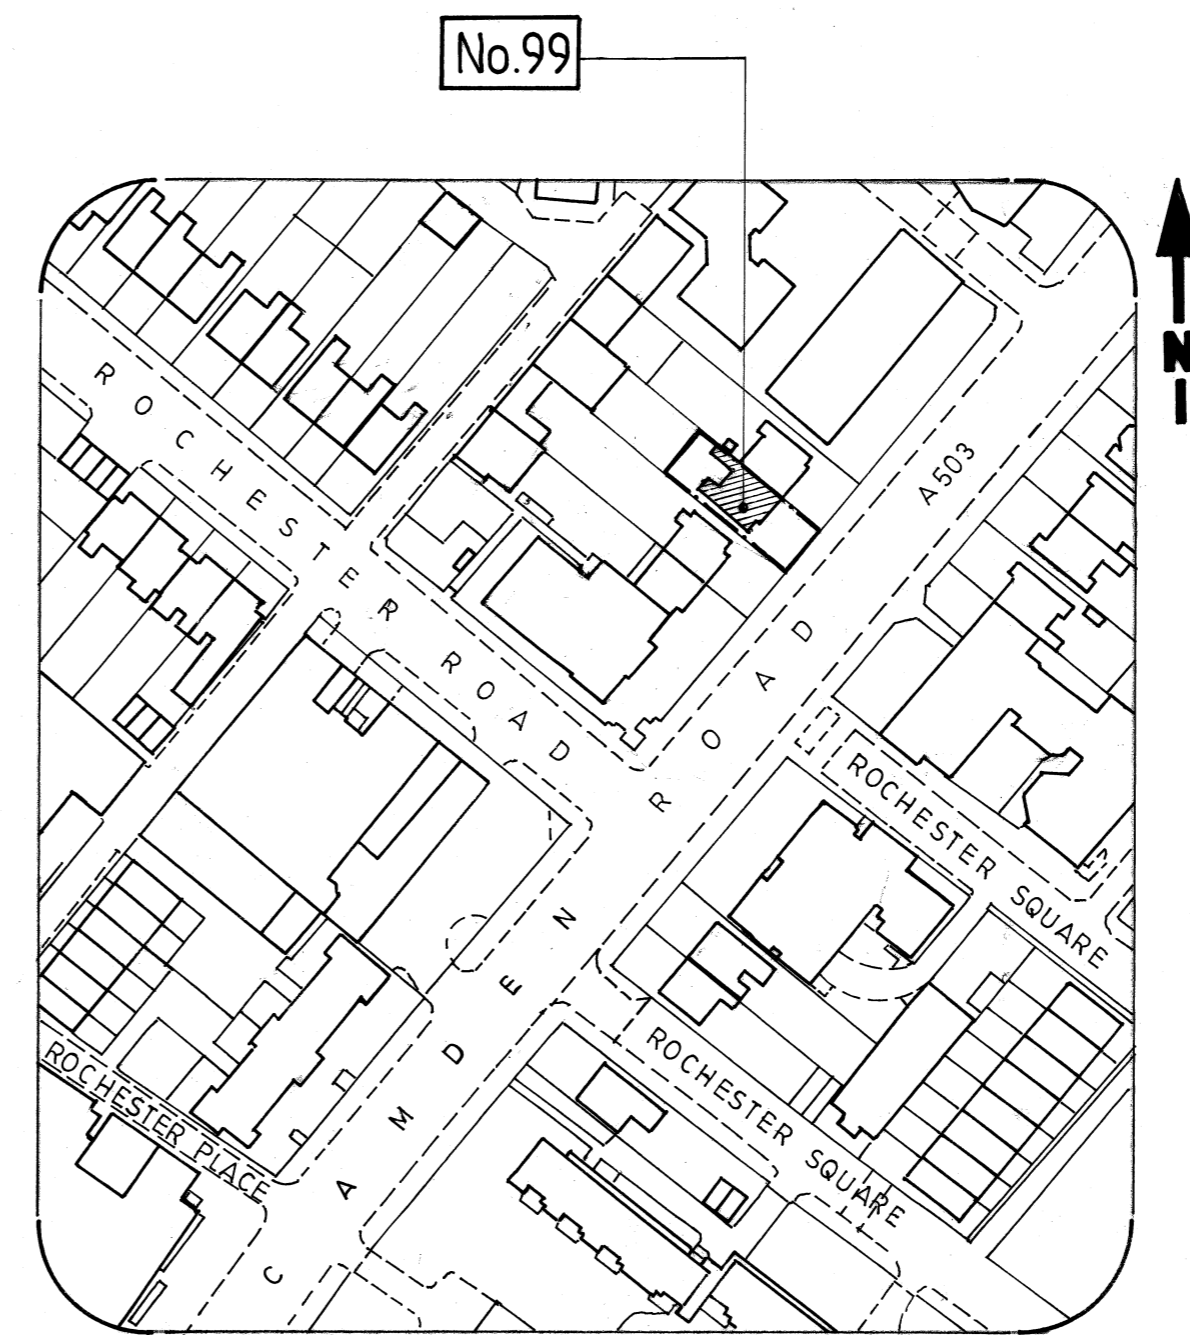 No.99
N
A503
ROCHESTER ROAD
CAMDEN ROAD
ROCHESTER SQUARE
ROCHESTER SQUARE
ROCHESTER PLACE